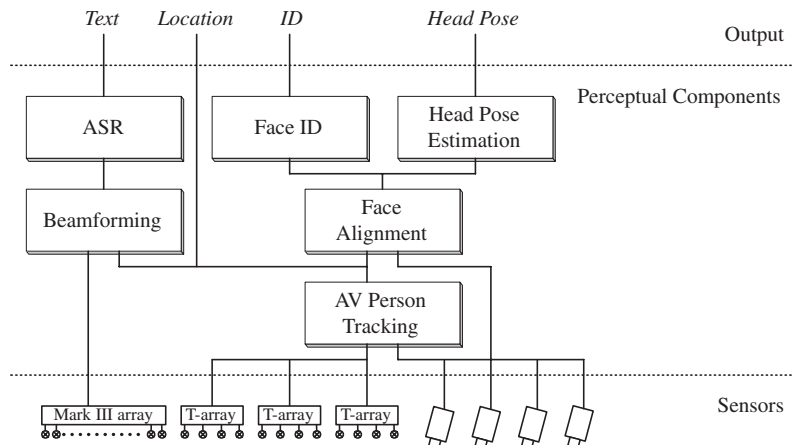 Text Location ID Head Pose
Output
Perceptual Components
ASR
Face ID
Head Pose
Estimation
Beamforming
Face
Alignment
AV Person
Tracking
Sensors
Mark III array
T-array
T-array
T-array